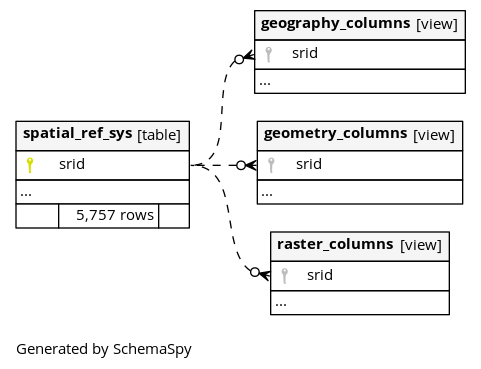 geography_columns [view]
srid
...
spatial_ref_sys [table]
srid
...
5,757 rows
geometry_columns [view]
srid
...
raster_columns [view]
srid
...
Generated by SchemaSpy